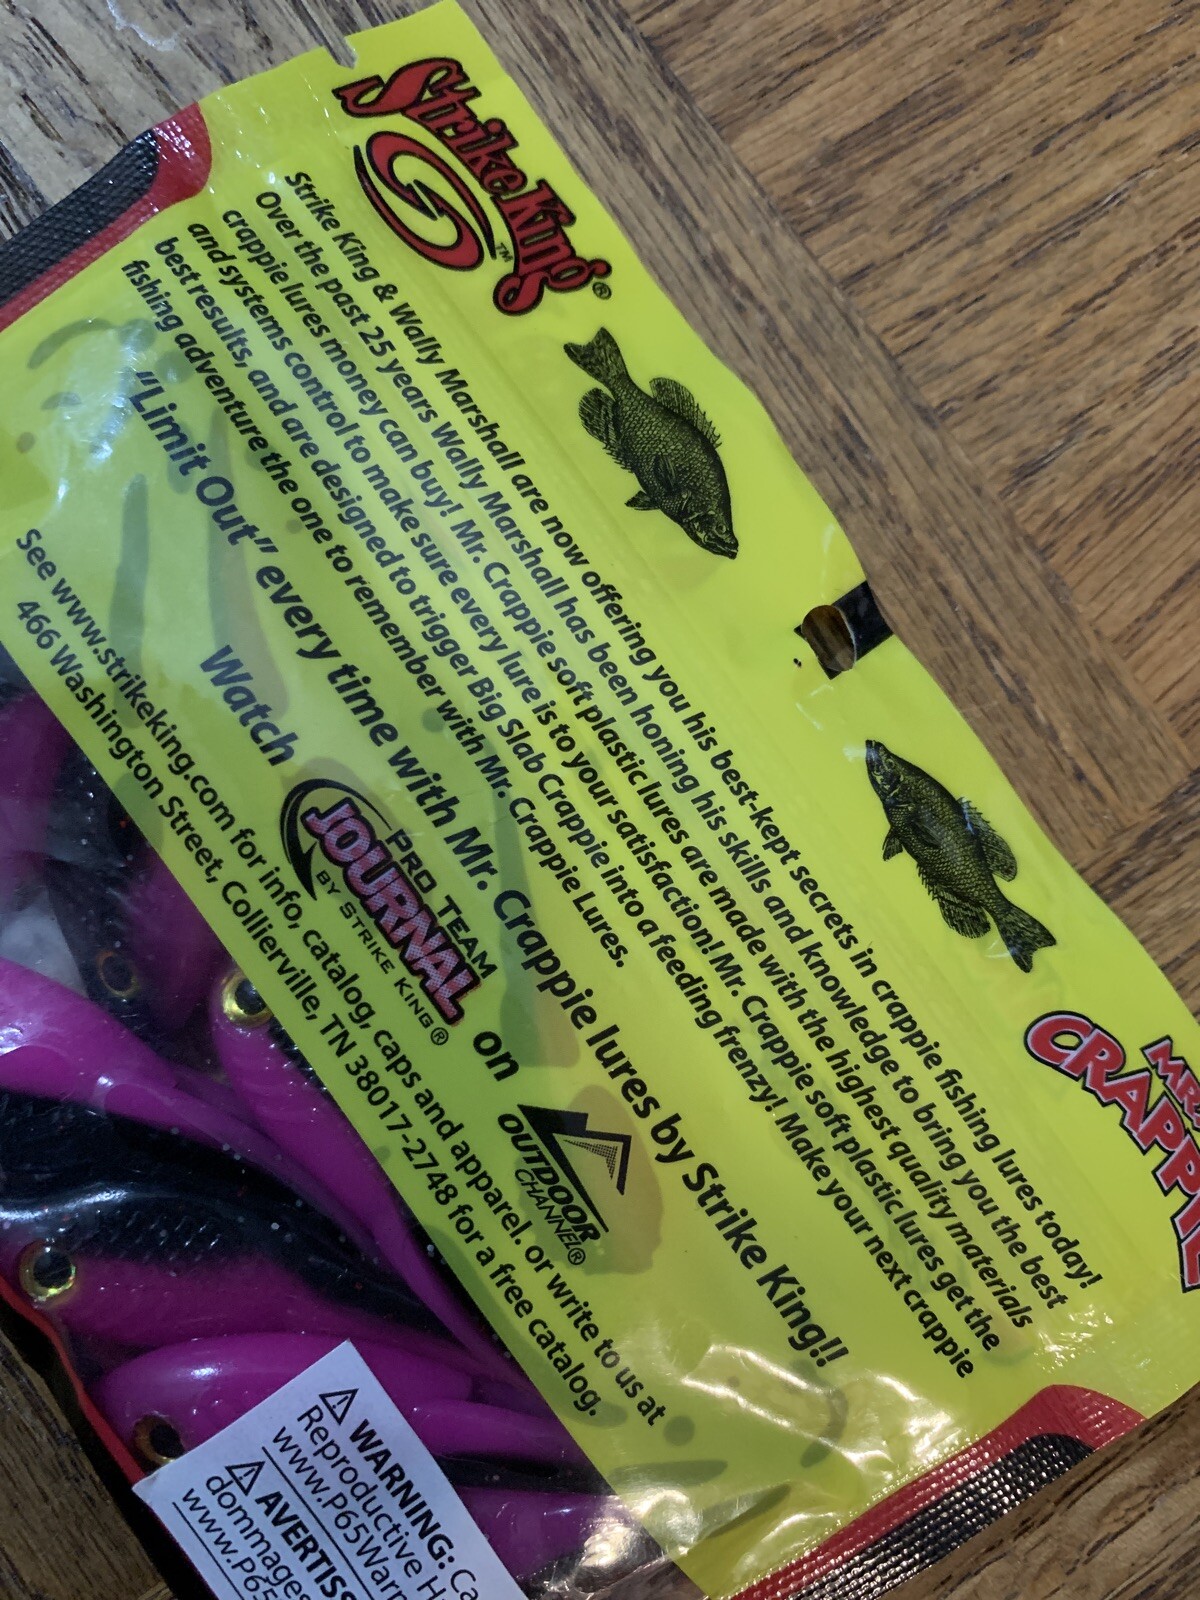 Strike King®
TM
MR.
CRAPPIE
Strike King & Wally Marshall are now offering you his best-kept secrets in crappie fishing lures today!
Over the past 25 years Wally Marshall has been honing his skills and knowledge to bring you the best
crappie lures money can buy! Mr. Crappie soft plastic lures are made with the highest quality materials
and systems control to make sure every lure is to your satisfaction! Mr. Crappie soft plastic lures get the
best results, and are designed to trigger Big Slab Crappie into a feeding frenzy! Make your next crappie
fishing adventure the one to remember with Mr. Crappie Lures.
"Limit Out" every time with Mr. Crappie lures by Strike King!!
Watch PRO TEAM JOURNAL BY STRIKE KING® on OUTDOOR CHANNEL®
See www.strikeking.com for info, catalog, caps and apparel. or write to us at
466 Washington Street, Collierville, TN 38017-2748 for a free catalog.
⚠ WARNING: Ca
Reproductive H
www.P65Warn
⚠ AVERTISS
dommages
www.P65